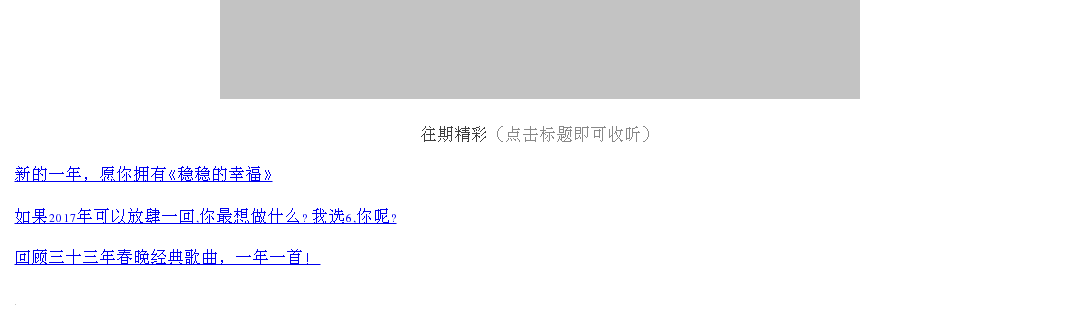 往期精彩（点击标题即可收听）
新的一年，愿你拥有《稳稳的幸福》
如果2017年可以放肆一回,你最想做什么？我选6,你呢？
回顾三十三年春晚经典歌曲，一年一首！